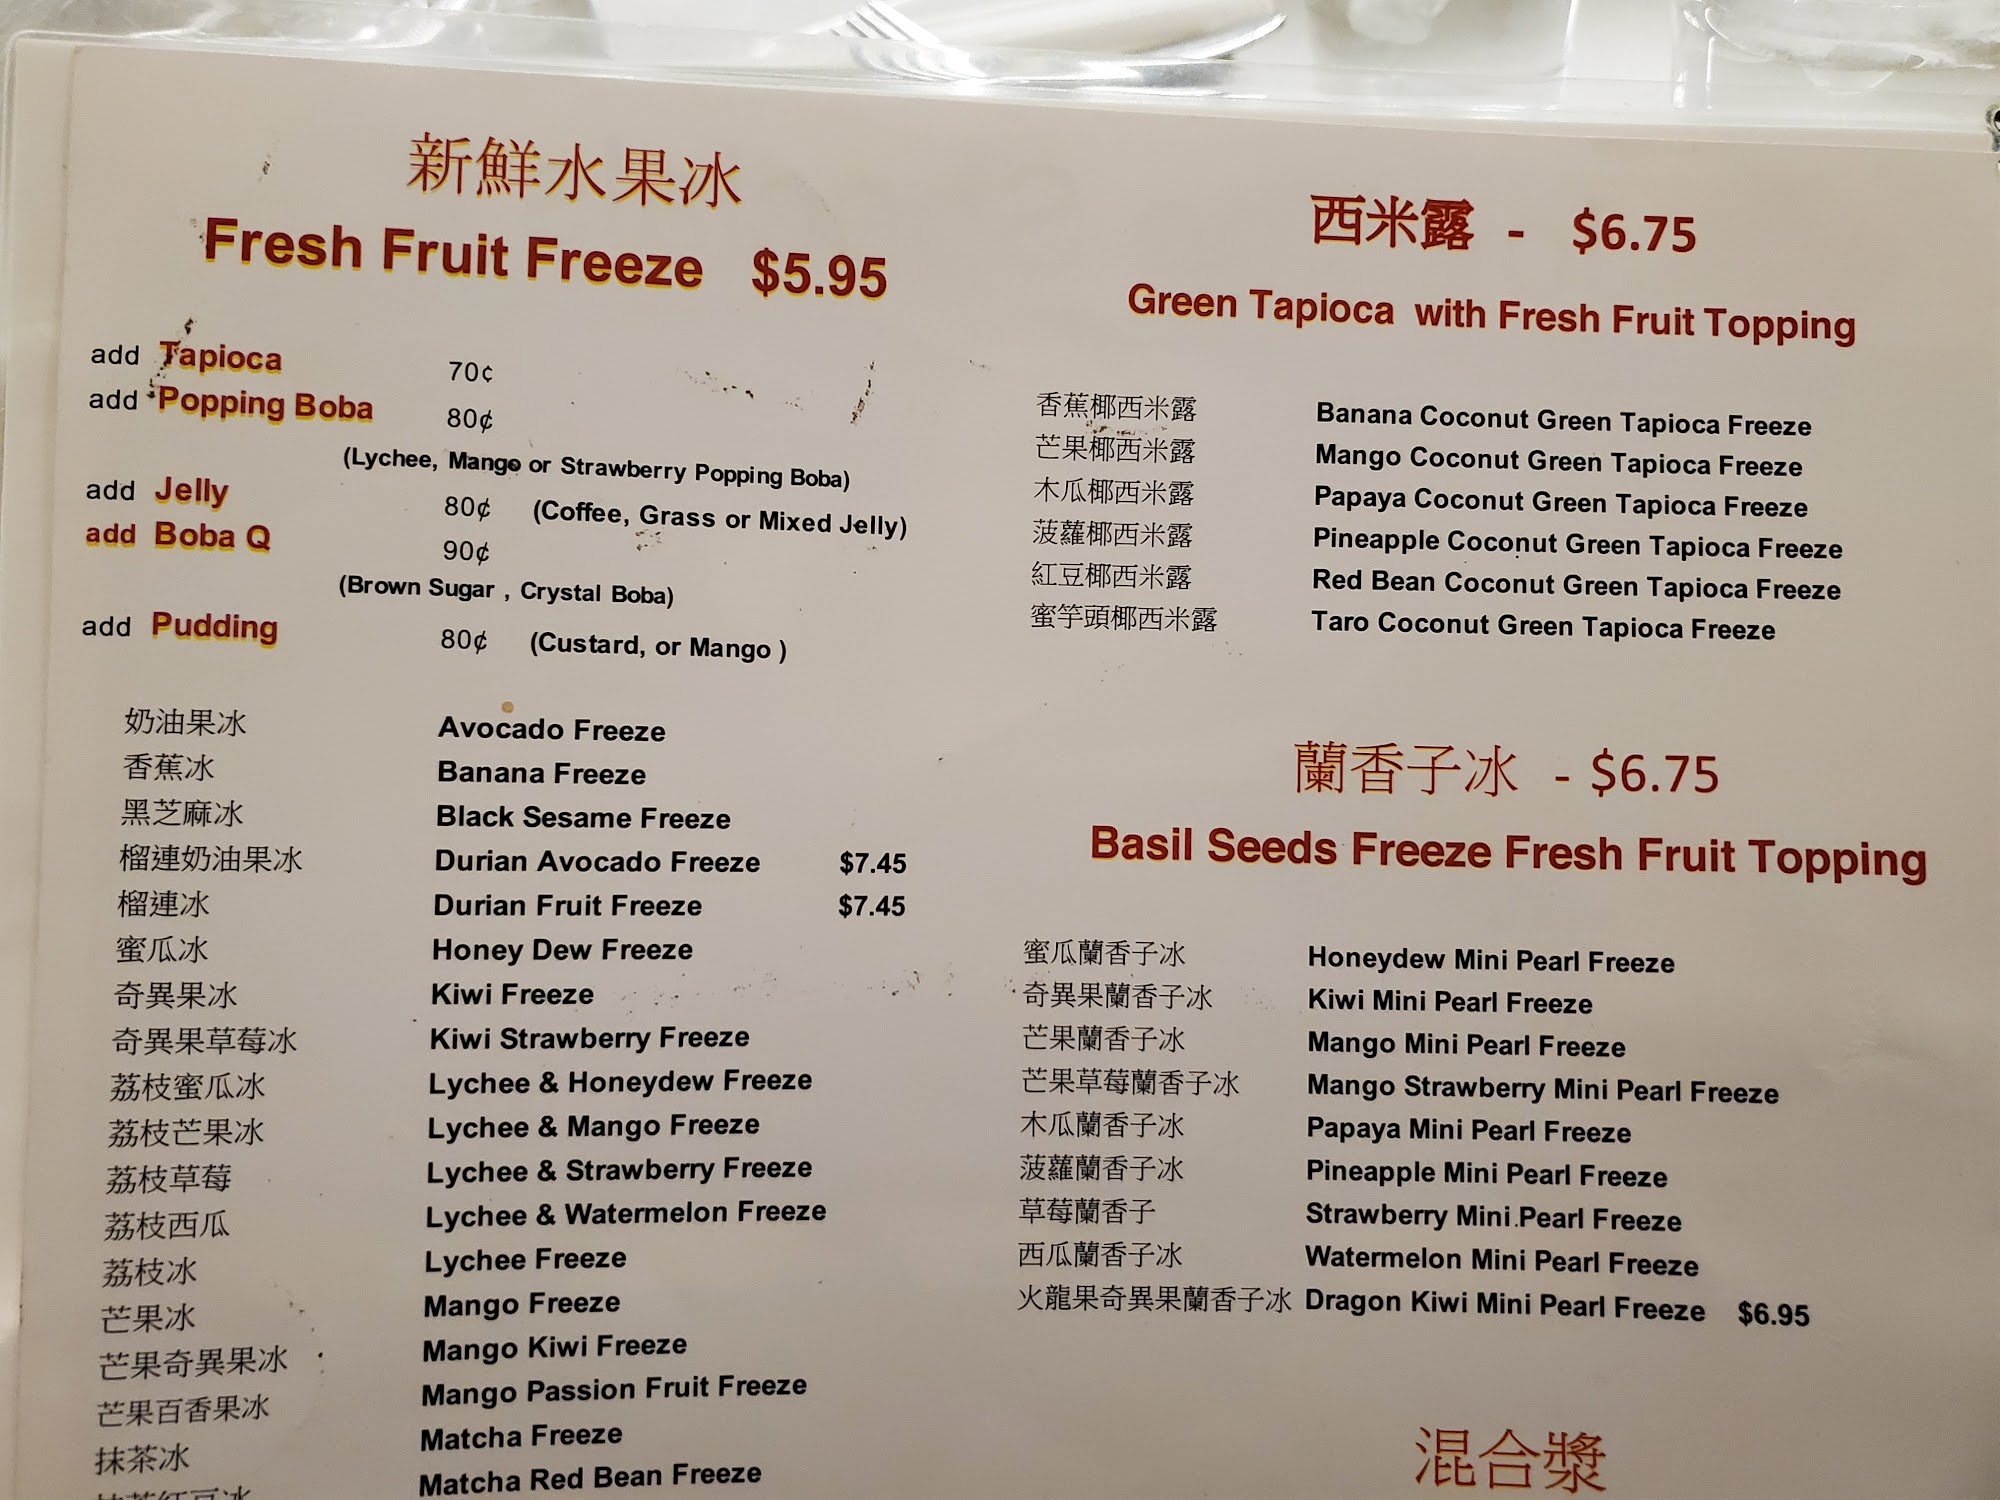 新鮮水果冰
Fresh Fruit Freeze $5.95
add Tapioca 70¢
add Popping Boba 80¢
(Lychee, Mango or Strawberry Popping Boba)
add Jelly 80¢ (Coffee, Grass or Mixed Jelly)
add Boba Q 90¢
(Brown Sugar , Crystal Boba)
add Pudding 80¢ (Custard, or Mango )
奶油果冰 Avocado Freeze
香蕉冰 Banana Freeze
黑芝麻冰 Black Sesame Freeze
榴連奶油果冰 Durian Avocado Freeze $7.45
榴連冰 Durian Fruit Freeze $7.45
蜜瓜冰 Honey Dew Freeze
奇異果冰 Kiwi Freeze
奇異果草莓冰 Kiwi Strawberry Freeze
荔枝蜜瓜冰 Lychee & Honeydew Freeze
荔枝芒果冰 Lychee & Mango Freeze
荔枝草莓 Lychee & Strawberry Freeze
荔枝西瓜 Lychee & Watermelon Freeze
荔枝冰 Lychee Freeze
芒果冰 Mango Freeze
芒果奇異果冰 Mango Kiwi Freeze
芒果百香果冰 Mango Passion Fruit Freeze
抹茶冰 Matcha Freeze
抹茶紅豆冰 Matcha Red Bean Freeze
西米露 - $6.75
Green Tapioca with Fresh Fruit Topping
香蕉椰西米露 Banana Coconut Green Tapioca Freeze
芒果椰西米露 Mango Coconut Green Tapioca Freeze
木瓜椰西米露 Papaya Coconut Green Tapioca Freeze
菠蘿椰西米露 Pineapple Coconut Green Tapioca Freeze
紅豆椰西米露 Red Bean Coconut Green Tapioca Freeze
蜜竽頭椰西米露 Taro Coconut Green Tapioca Freeze
蘭香子冰 - $6.75
Basil Seeds Freeze Fresh Fruit Topping
蜜瓜蘭香子冰 Honeydew Mini Pearl Freeze
奇異果蘭香子冰 Kiwi Mini Pearl Freeze
芒果蘭香子冰 Mango Mini Pearl Freeze
芒果草莓蘭香子冰 Mango Strawberry Mini Pearl Freeze
木瓜蘭香子冰 Papaya Mini Pearl Freeze
菠蘿蘭香子冰 Pineapple Mini Pearl Freeze
草莓蘭香子 Strawberry Mini Pearl Freeze
西瓜蘭香子冰 Watermelon Mini Pearl Freeze
火龍果奇異果蘭香子冰 Dragon Kiwi Mini Pearl Freeze $6.95
混合漿